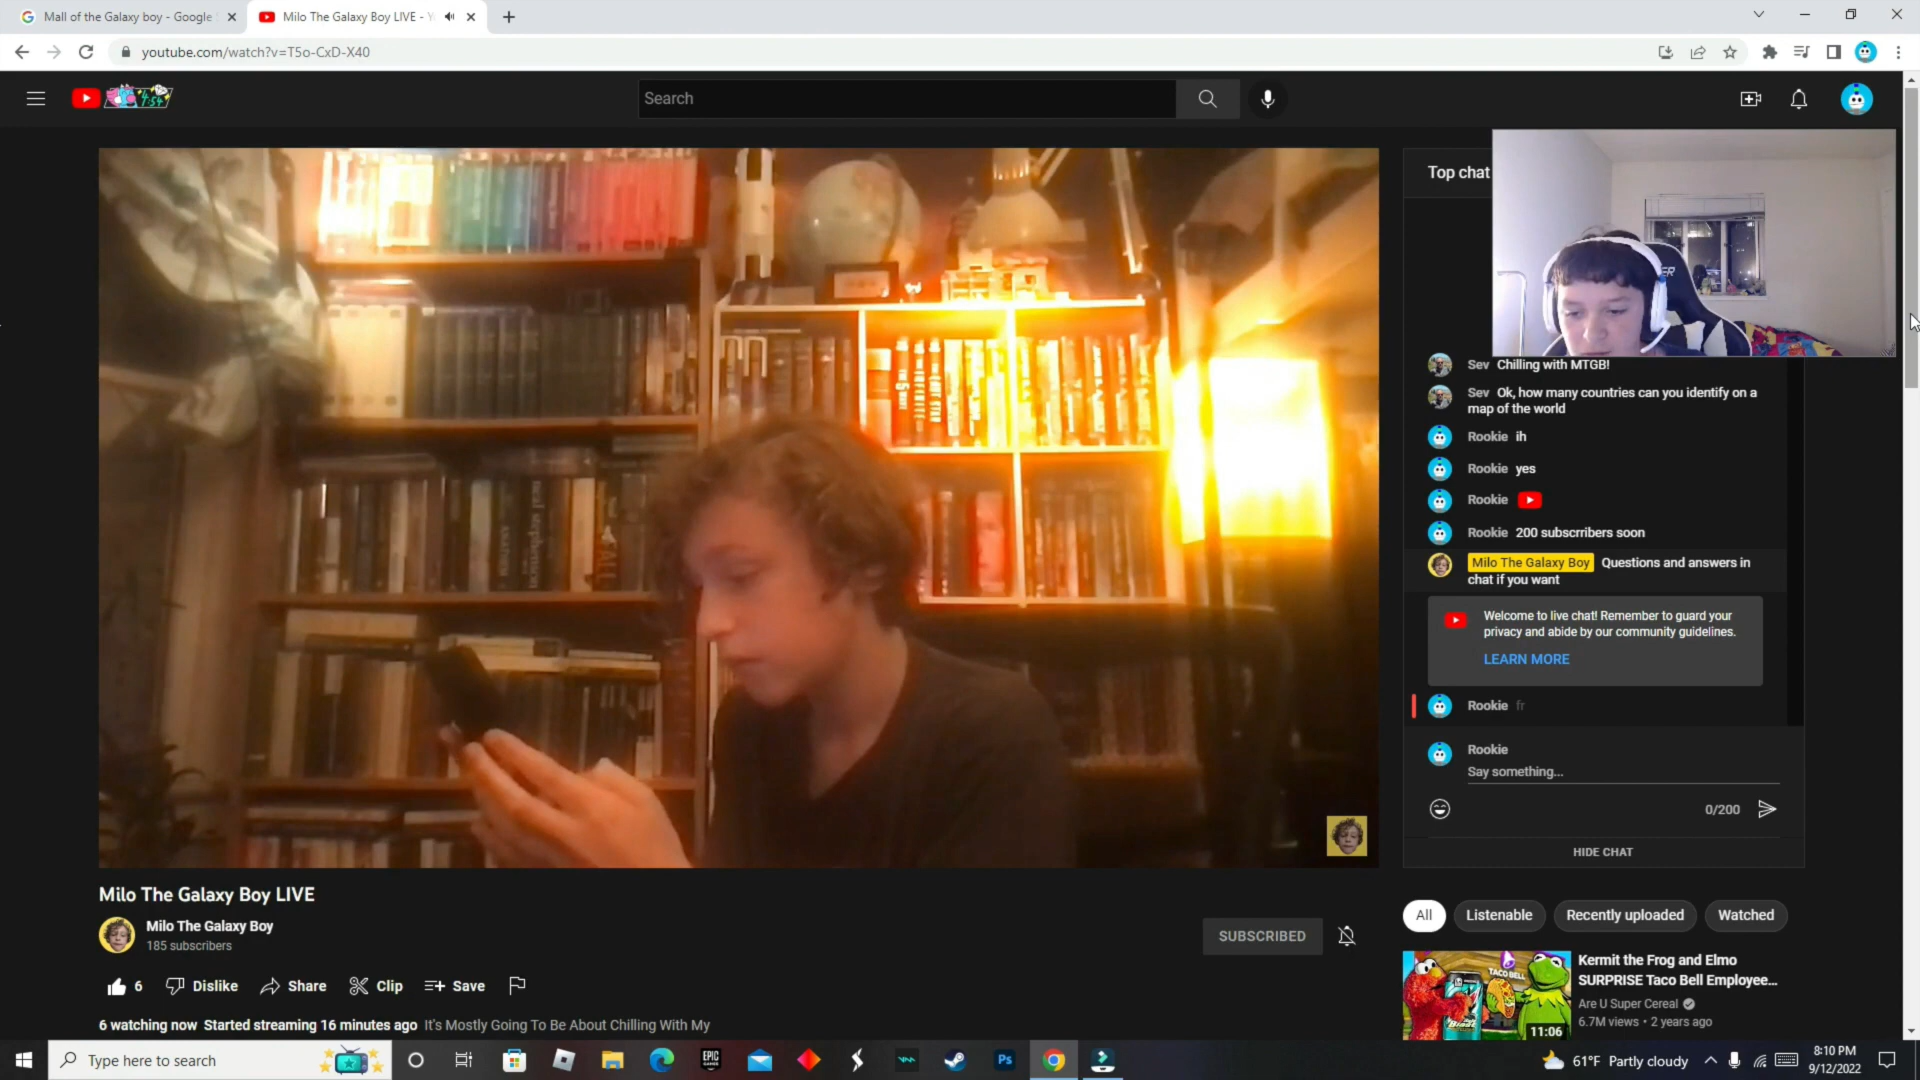 Mall of the Galaxy boy - Google
Milo The Galaxy Boy LIVE - Y
youtube.com/watch?v=T5o-CxD-X40
4:54
Search
Top chat
Sev Chilling with MTGB!
Sev Ok, how many countries can you identify on a
map of the world
Rookie ih
Rookie yes
Rookie
Rookie 200 subscrribers soon
Milo The Galaxy Boy Questions and answers in
chat if you want
Welcome to live chat! Remember to guard your
privacy and abide by our community guidelines.
LEARN MORE
Rookie fr
Rookie
Say something...
0/200
HIDE CHAT
Milo The Galaxy Boy LIVE
Milo The Galaxy Boy
185 subscribers
SUBSCRIBED
6 Dislike Share Clip Save
6 watching now Started streaming 16 minutes ago It's Mostly Going To Be About Chilling With My
All Listenable Recently uploaded Watched
TACO BELL
11:06
Kermit the Frog and Elmo
SURPRISE Taco Bell Employee...
Are U Super Cereal
6.7M views • 2 years ago
Type here to search
EPIC
GAMES
Ps
61°F Partly cloudy
8:10 PM
9/12/2022